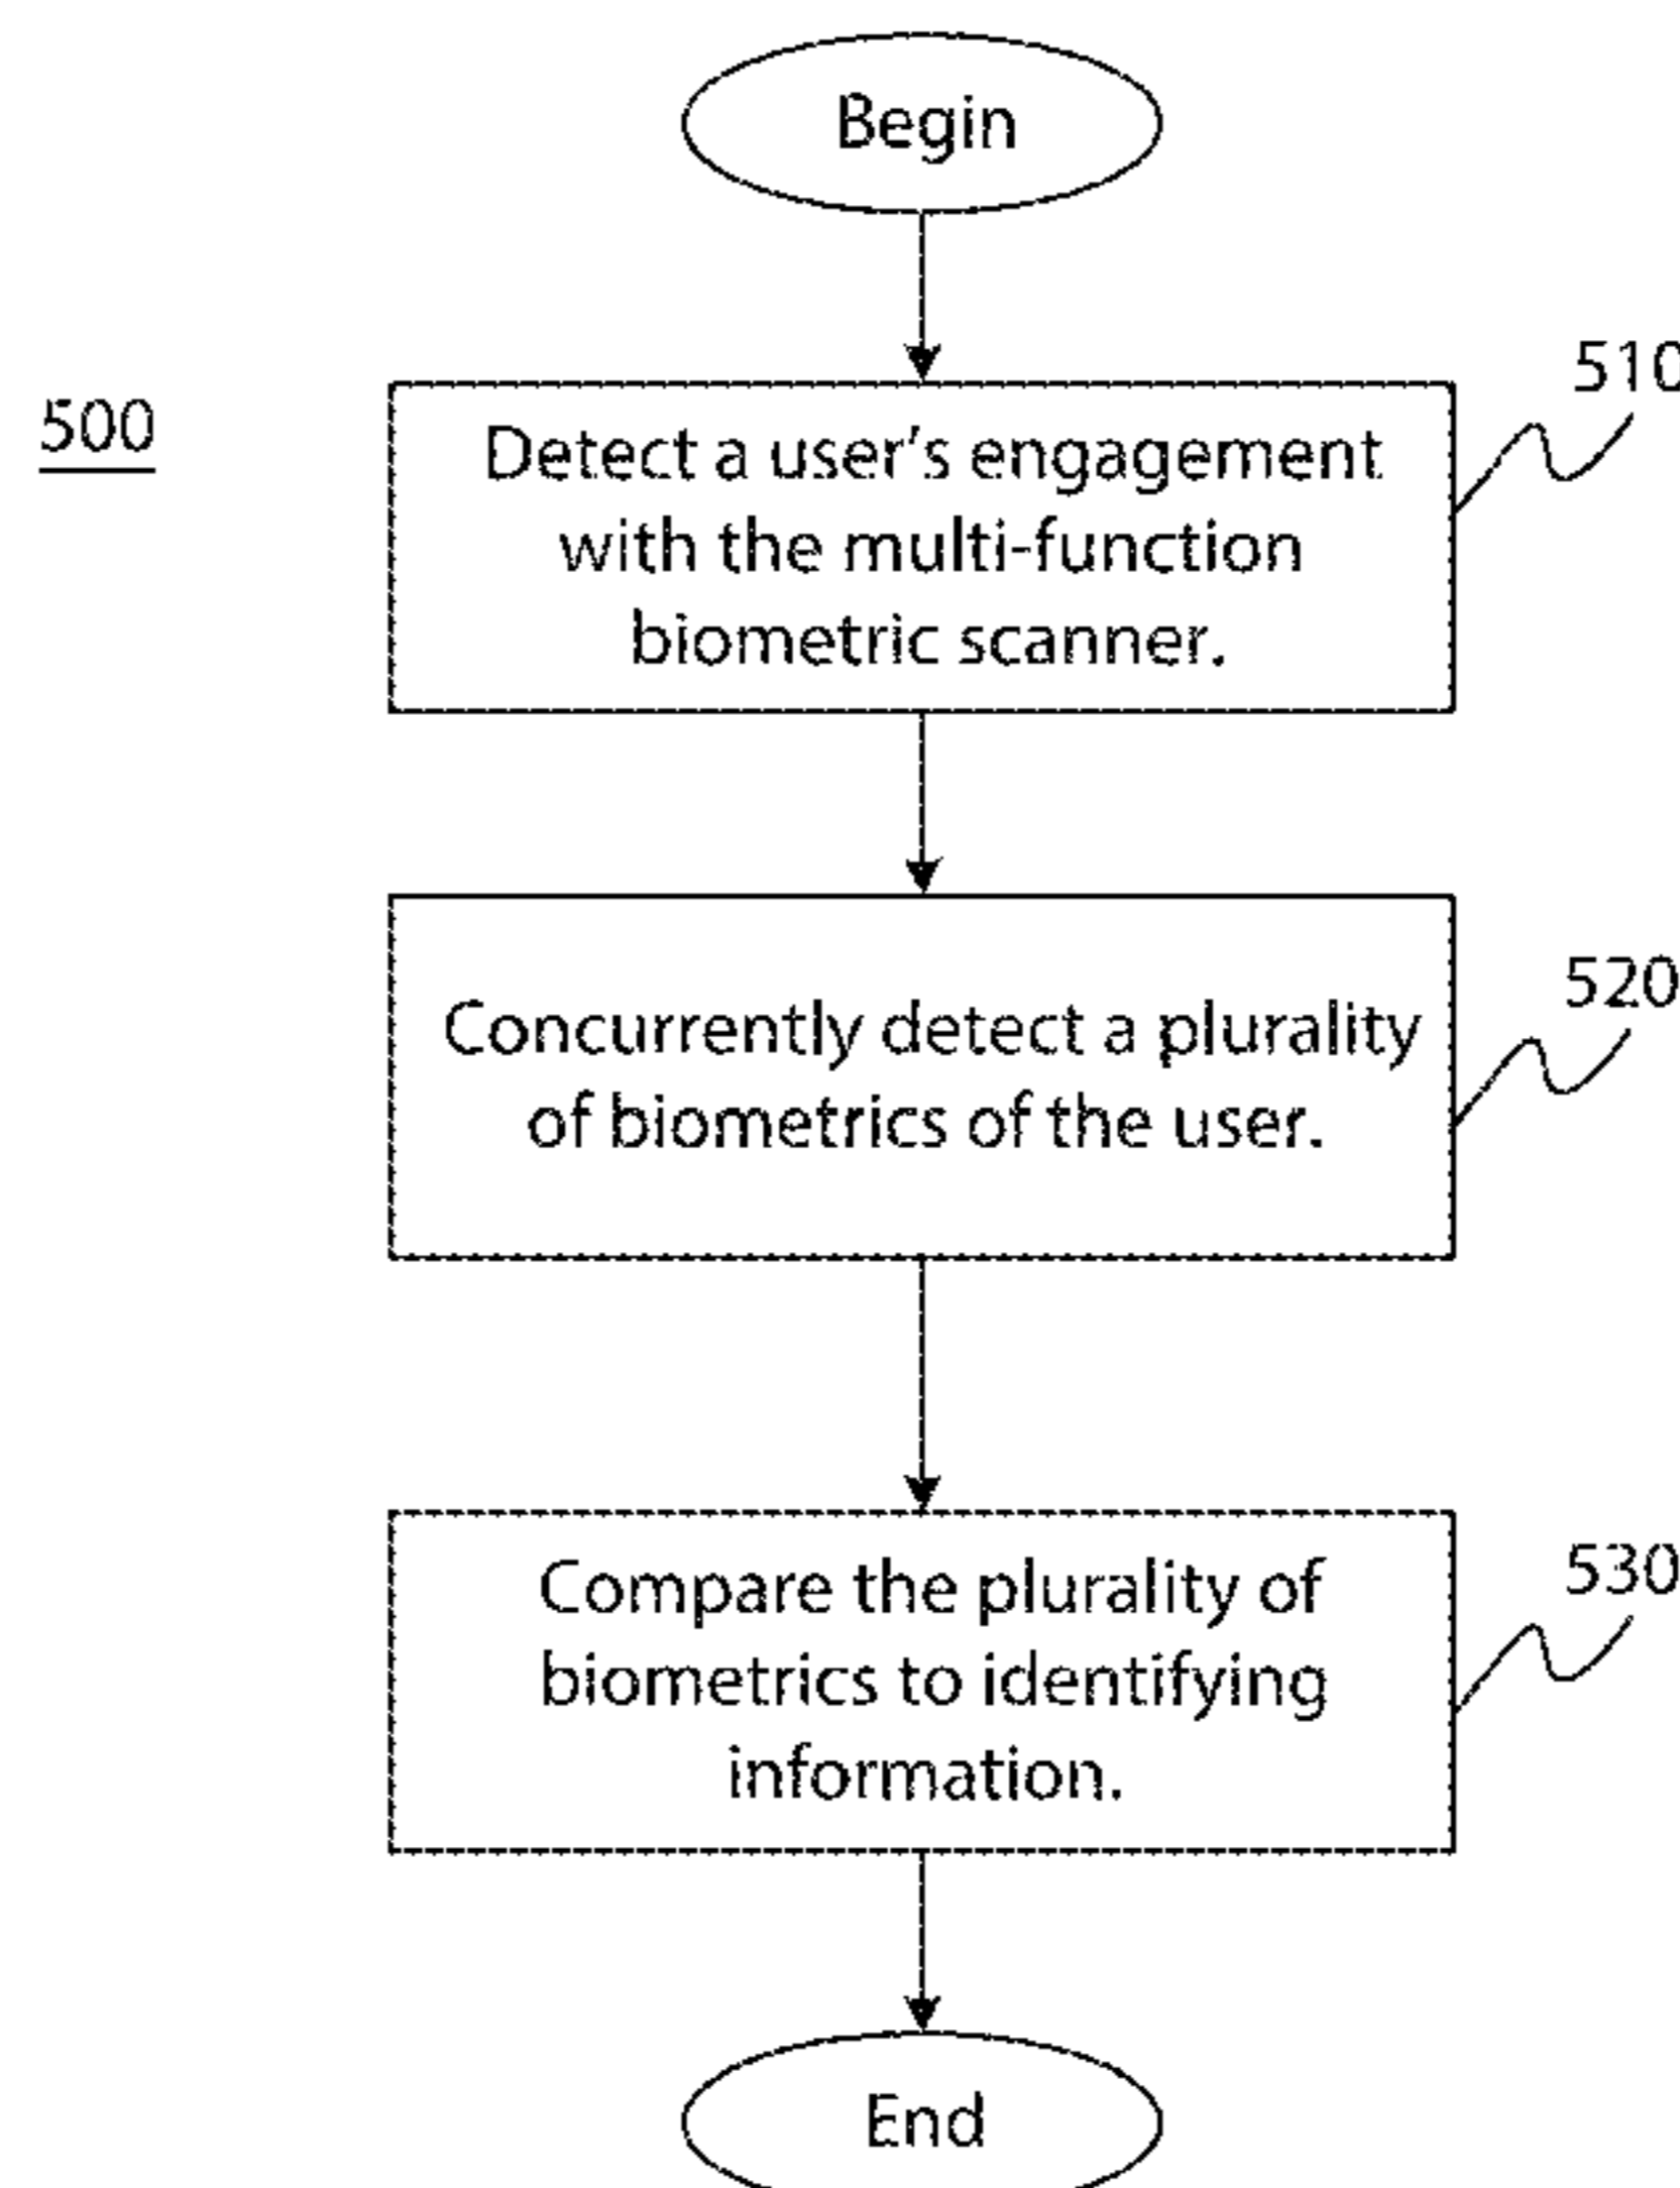 Begin
500
510
Detect a user's engagement
with the multi-function
biometric scanner.
520
Concurrently detect a plurality
of biometrics of the user.
530
Compare the plurality of
biometrics to identifying
information.
End